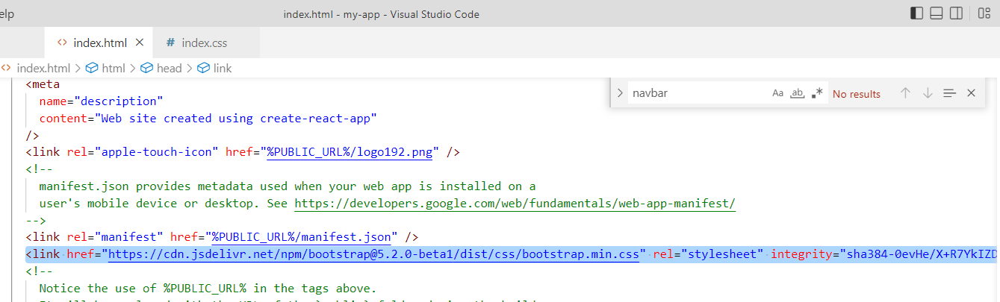 elp
index.html - my-app - Visual Studio Code
index.html
# index.css
index.html > html > head > link
navbar
Aa ab .* No results
<meta
name="description"
content="Web site created using create-react-app"
/>
<link rel="apple-touch-icon" href="%PUBLIC_URL%/logo192.png" />
<!--
manifest.json provides metadata used when your web app is installed on a
user's mobile device or desktop. See https://developers.google.com/web/fundamentals/web-app-manifest/
-->
<link rel="manifest" href="%PUBLIC_URL%/manifest.json" />
<link href="https://cdn.jsdelivr.net/npm/bootstrap@5.2.0-beta1/dist/css/bootstrap.min.css" rel="stylesheet" integrity="sha384-0evHe/X+R7YkIZD
<!--
Notice the use of %PUBLIC_URL% in the tags above.